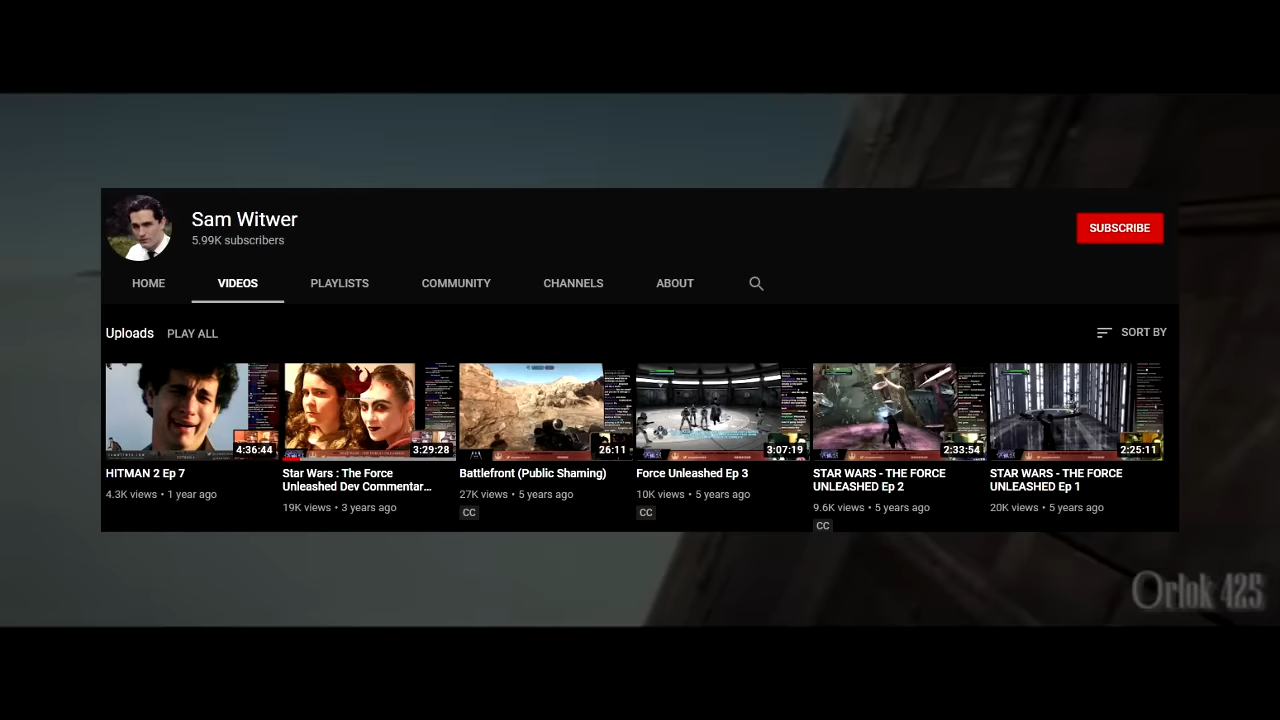 Sam Witwer
5.99K subscribers
SUBSCRIBE
HOME VIDEOS PLAYLISTS COMMUNITY CHANNELS ABOUT
Uploads PLAY ALL SORT BY
4:36:44 3:29:28 26:11 3:07:19 2:33:54 2:25:11
HITMAN 2 Ep 7
4.3K views • 1 year ago
Star Wars : The Force
Unleashed Dev Commentar...
19K views • 3 years ago
Battlefront (Public Shaming)
27K views • 5 years ago
CC
Force Unleashed Ep 3
10K views • 5 years ago
CC
STAR WARS - THE FORCE
UNLEASHED Ep 2
9.6K views • 5 years ago
CC
STAR WARS - THE FORCE
UNLEASHED Ep 1
20K views • 5 years ago
Orlok 425